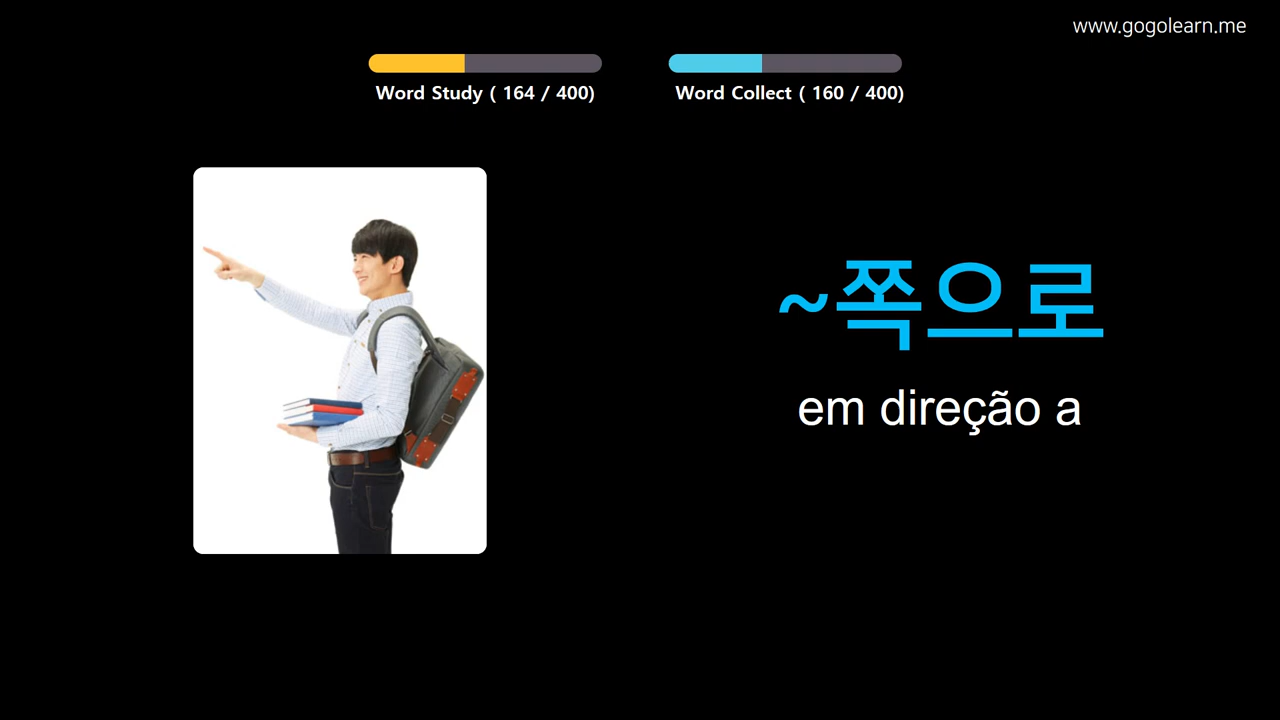 www.gogolearn.me
Word Study ( 164 / 400)
Word Collect ( 160 / 400)
~쪽으로
em direção a